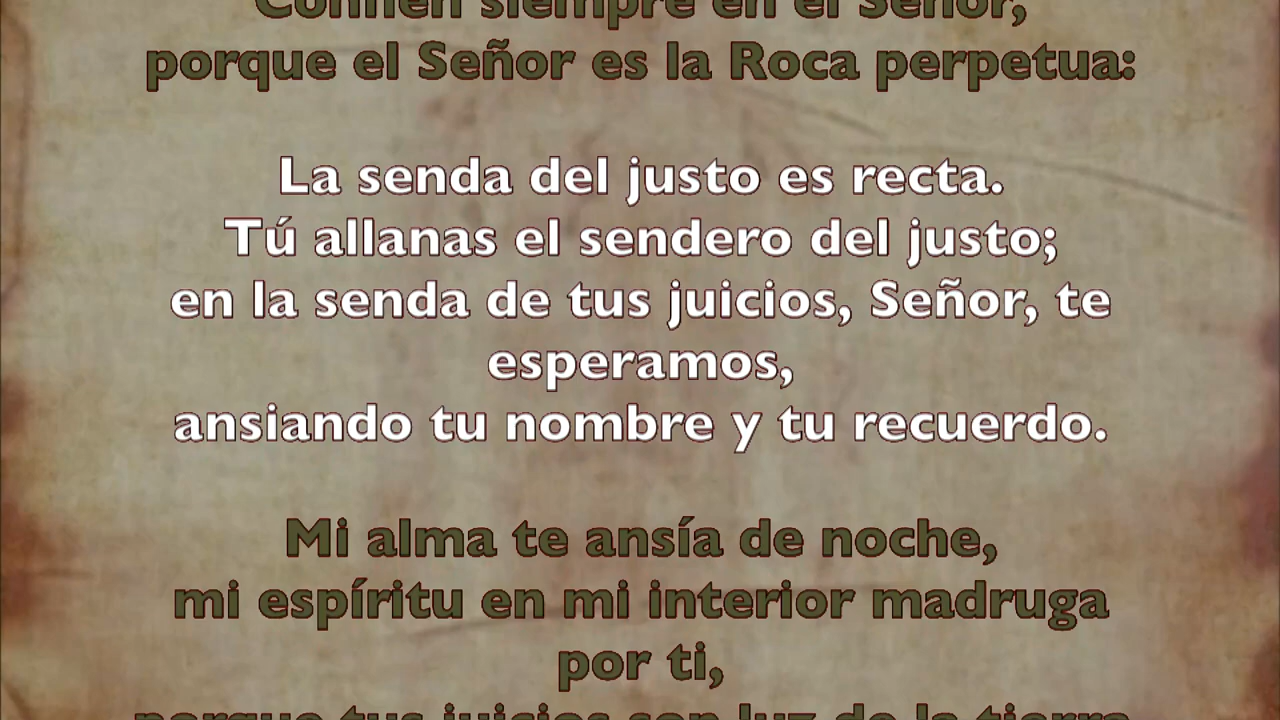 Confíen siempre en el Señor,
porque el Señor es la Roca perpetua:
La senda del justo es recta.
Tú allanas el sendero del justo;
en la senda de tus juicios, Señor, te
esperamos,
ansiando tu nombre y tu recuerdo.
Mi alma te ansía de noche,
mi espíritu en mi interior madruga
por ti,
porque tus juicios son luz de la tierra